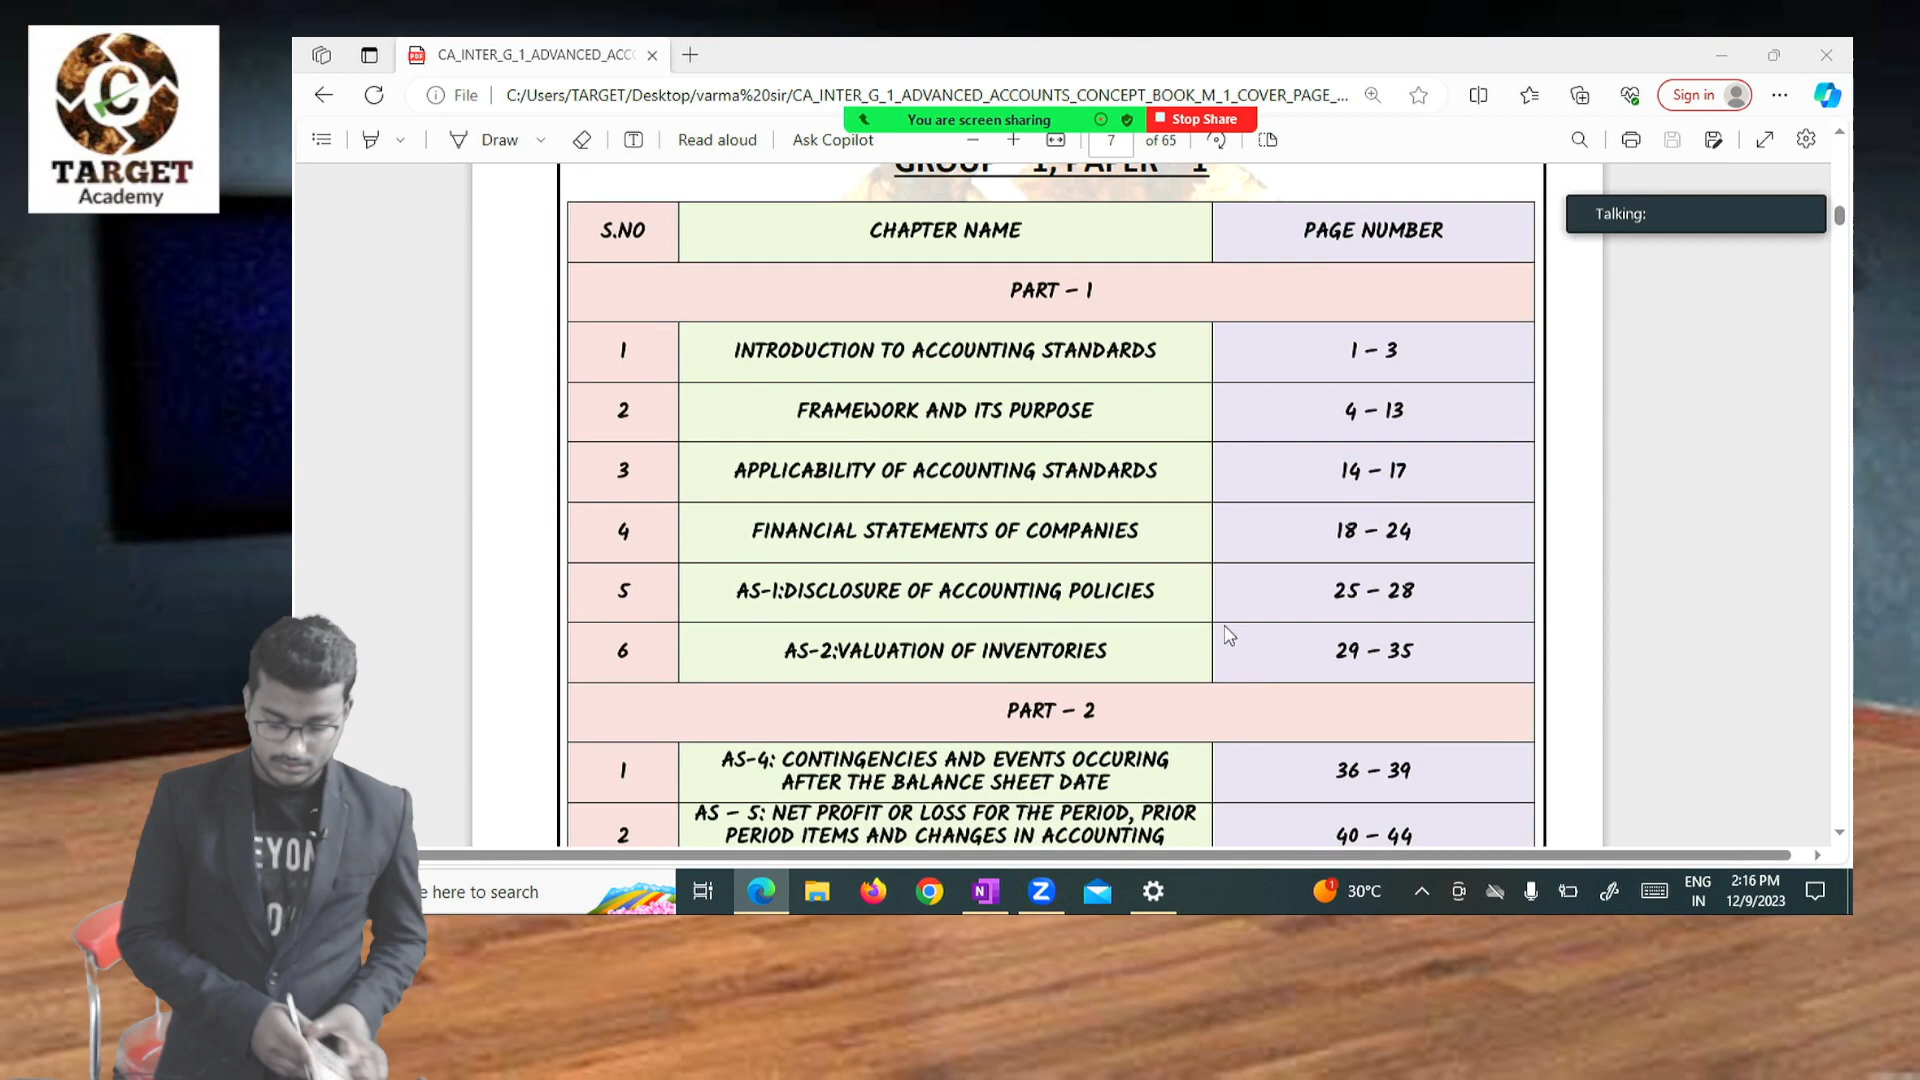 CA_INTER_G_1_ADVANCED_ACCO
File
C:/Users/TARGET/Desktop/varma%20sir/CA_INTER_G_1_ADVANCED_ACCOUNTS_CONCEPT_BOOK_M_1_COVER_PAGE_...
Sign in
You are screen sharing
Stop Share
Draw
Read aloud
Ask Copilot
7
of 65
C
TARGET
Academy
Talking:
GROUP – 1, PAPER – 1
S.NO CHAPTER NAME PAGE NUMBER
PART – 1
1 INTRODUCTION TO ACCOUNTING STANDARDS 1 – 3
2 FRAMEWORK AND ITS PURPOSE 4 – 13
3 APPLICABILITY OF ACCOUNTING STANDARDS 14 – 17
4 FINANCIAL STATEMENTS OF COMPANIES 18 – 24
5 AS-1:DISCLOSURE OF ACCOUNTING POLICIES 25 – 28
6 AS-2:VALUATION OF INVENTORIES 29 – 35
PART – 2
1 AS-4: CONTINGENCIES AND EVENTS OCCURING 36 – 39
AFTER THE BALANCE SHEET DATE
AS – 5: NET PROFIT OR LOSS FOR THE PERIOD, PRIOR
2 PERIOD ITEMS AND CHANGES IN ACCOUNTING 40 – 44
e here to search
30°C
ENG
IN
2:16 PM
12/9/2023